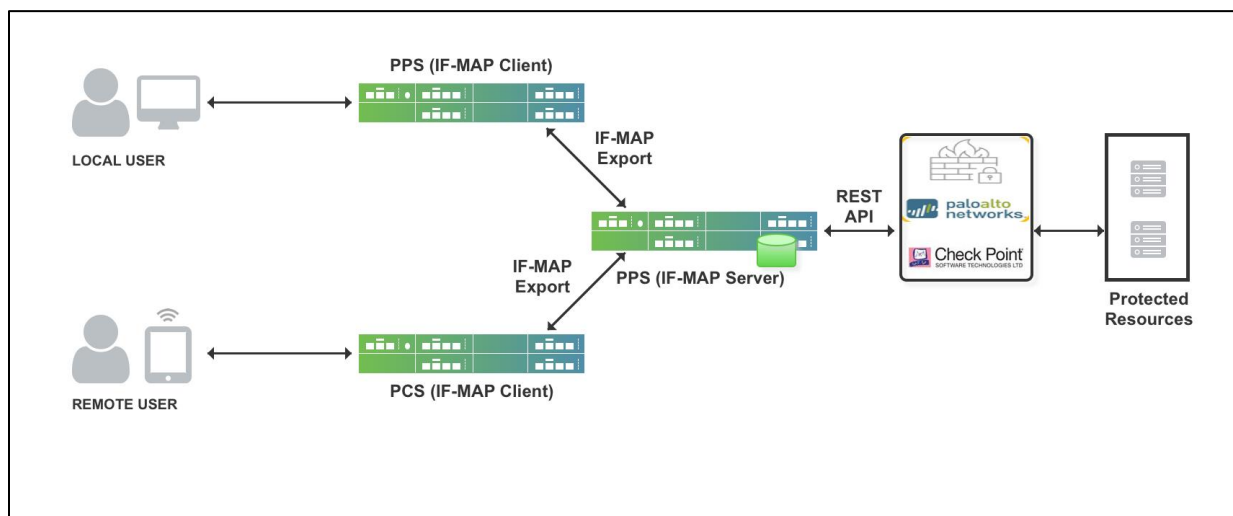 PPS (IF-MAP Client)
LOCAL USER
IF-MAP
Export
REST
API
paloalto
networks
Check Point
SOFTWARE TECHNOLOGIES LTD
IF-MAP
Export
PPS (IF-MAP Server)
Protected
Resources
REMOTE USER
PCS (IF-MAP Client)